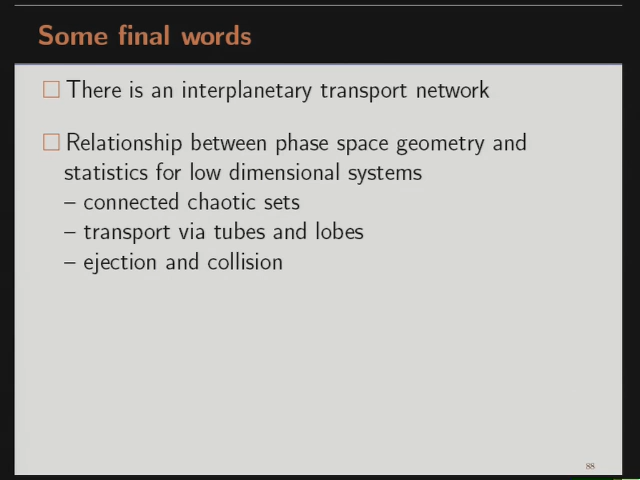 Some final words
There is an interplanetary transport network
Relationship between phase space geometry and
statistics for low dimensional systems
– connected chaotic sets
– transport via tubes and lobes
– ejection and collision
88